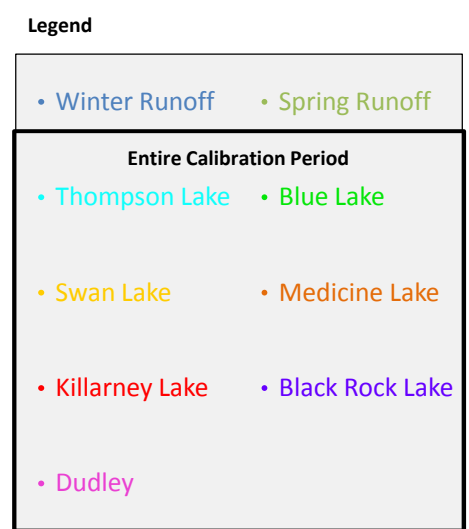 Legend
• Winter Runoff • Spring Runoff
Entire Calibration Period
• Thompson Lake • Blue Lake
• Swan Lake • Medicine Lake
• Killarney Lake • Black Rock Lake
• Dudley